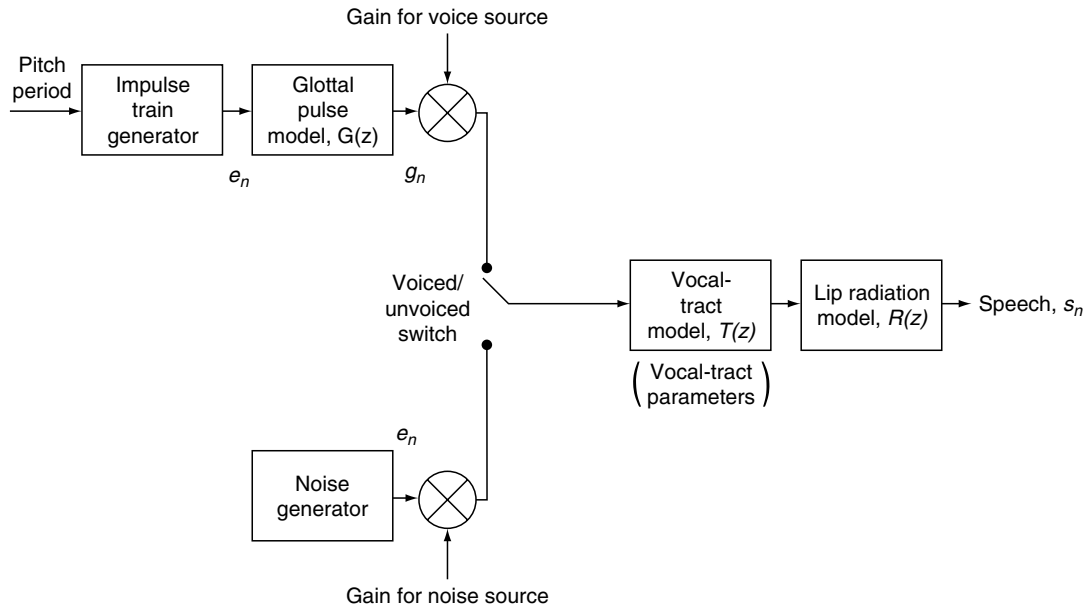 Gain for voice source
Pitch
period
Impulse
train
generator
Glottal
pulse
model, G(z)
e_n
g_n
Voiced/
unvoiced
switch
Vocal-
tract
model, T(z)
Lip radiation
model, R(z)
Speech, s_n
(Vocal-tract
parameters)
e_n
Noise
generator
Gain for noise source